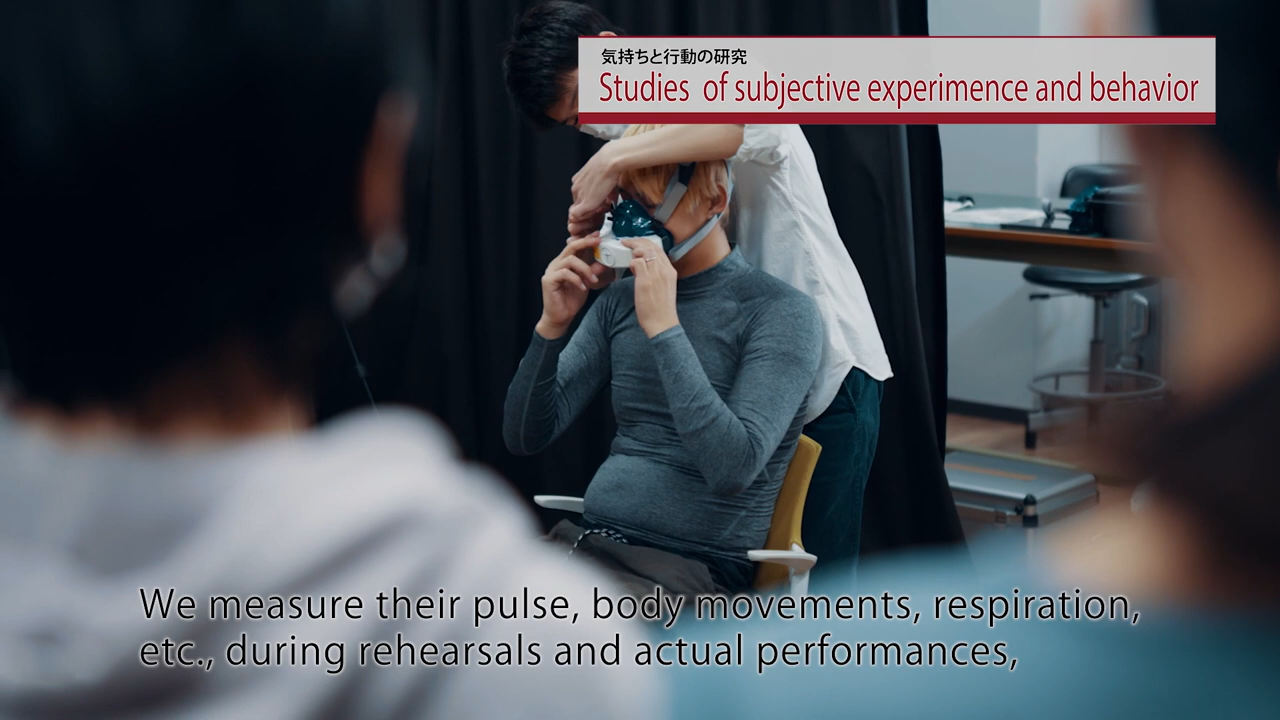 気持ちと行動の研究
Studies of subjective experimence and behavior
We measure their pulse, body movements, respiration,
etc., during rehearsals and actual performances,